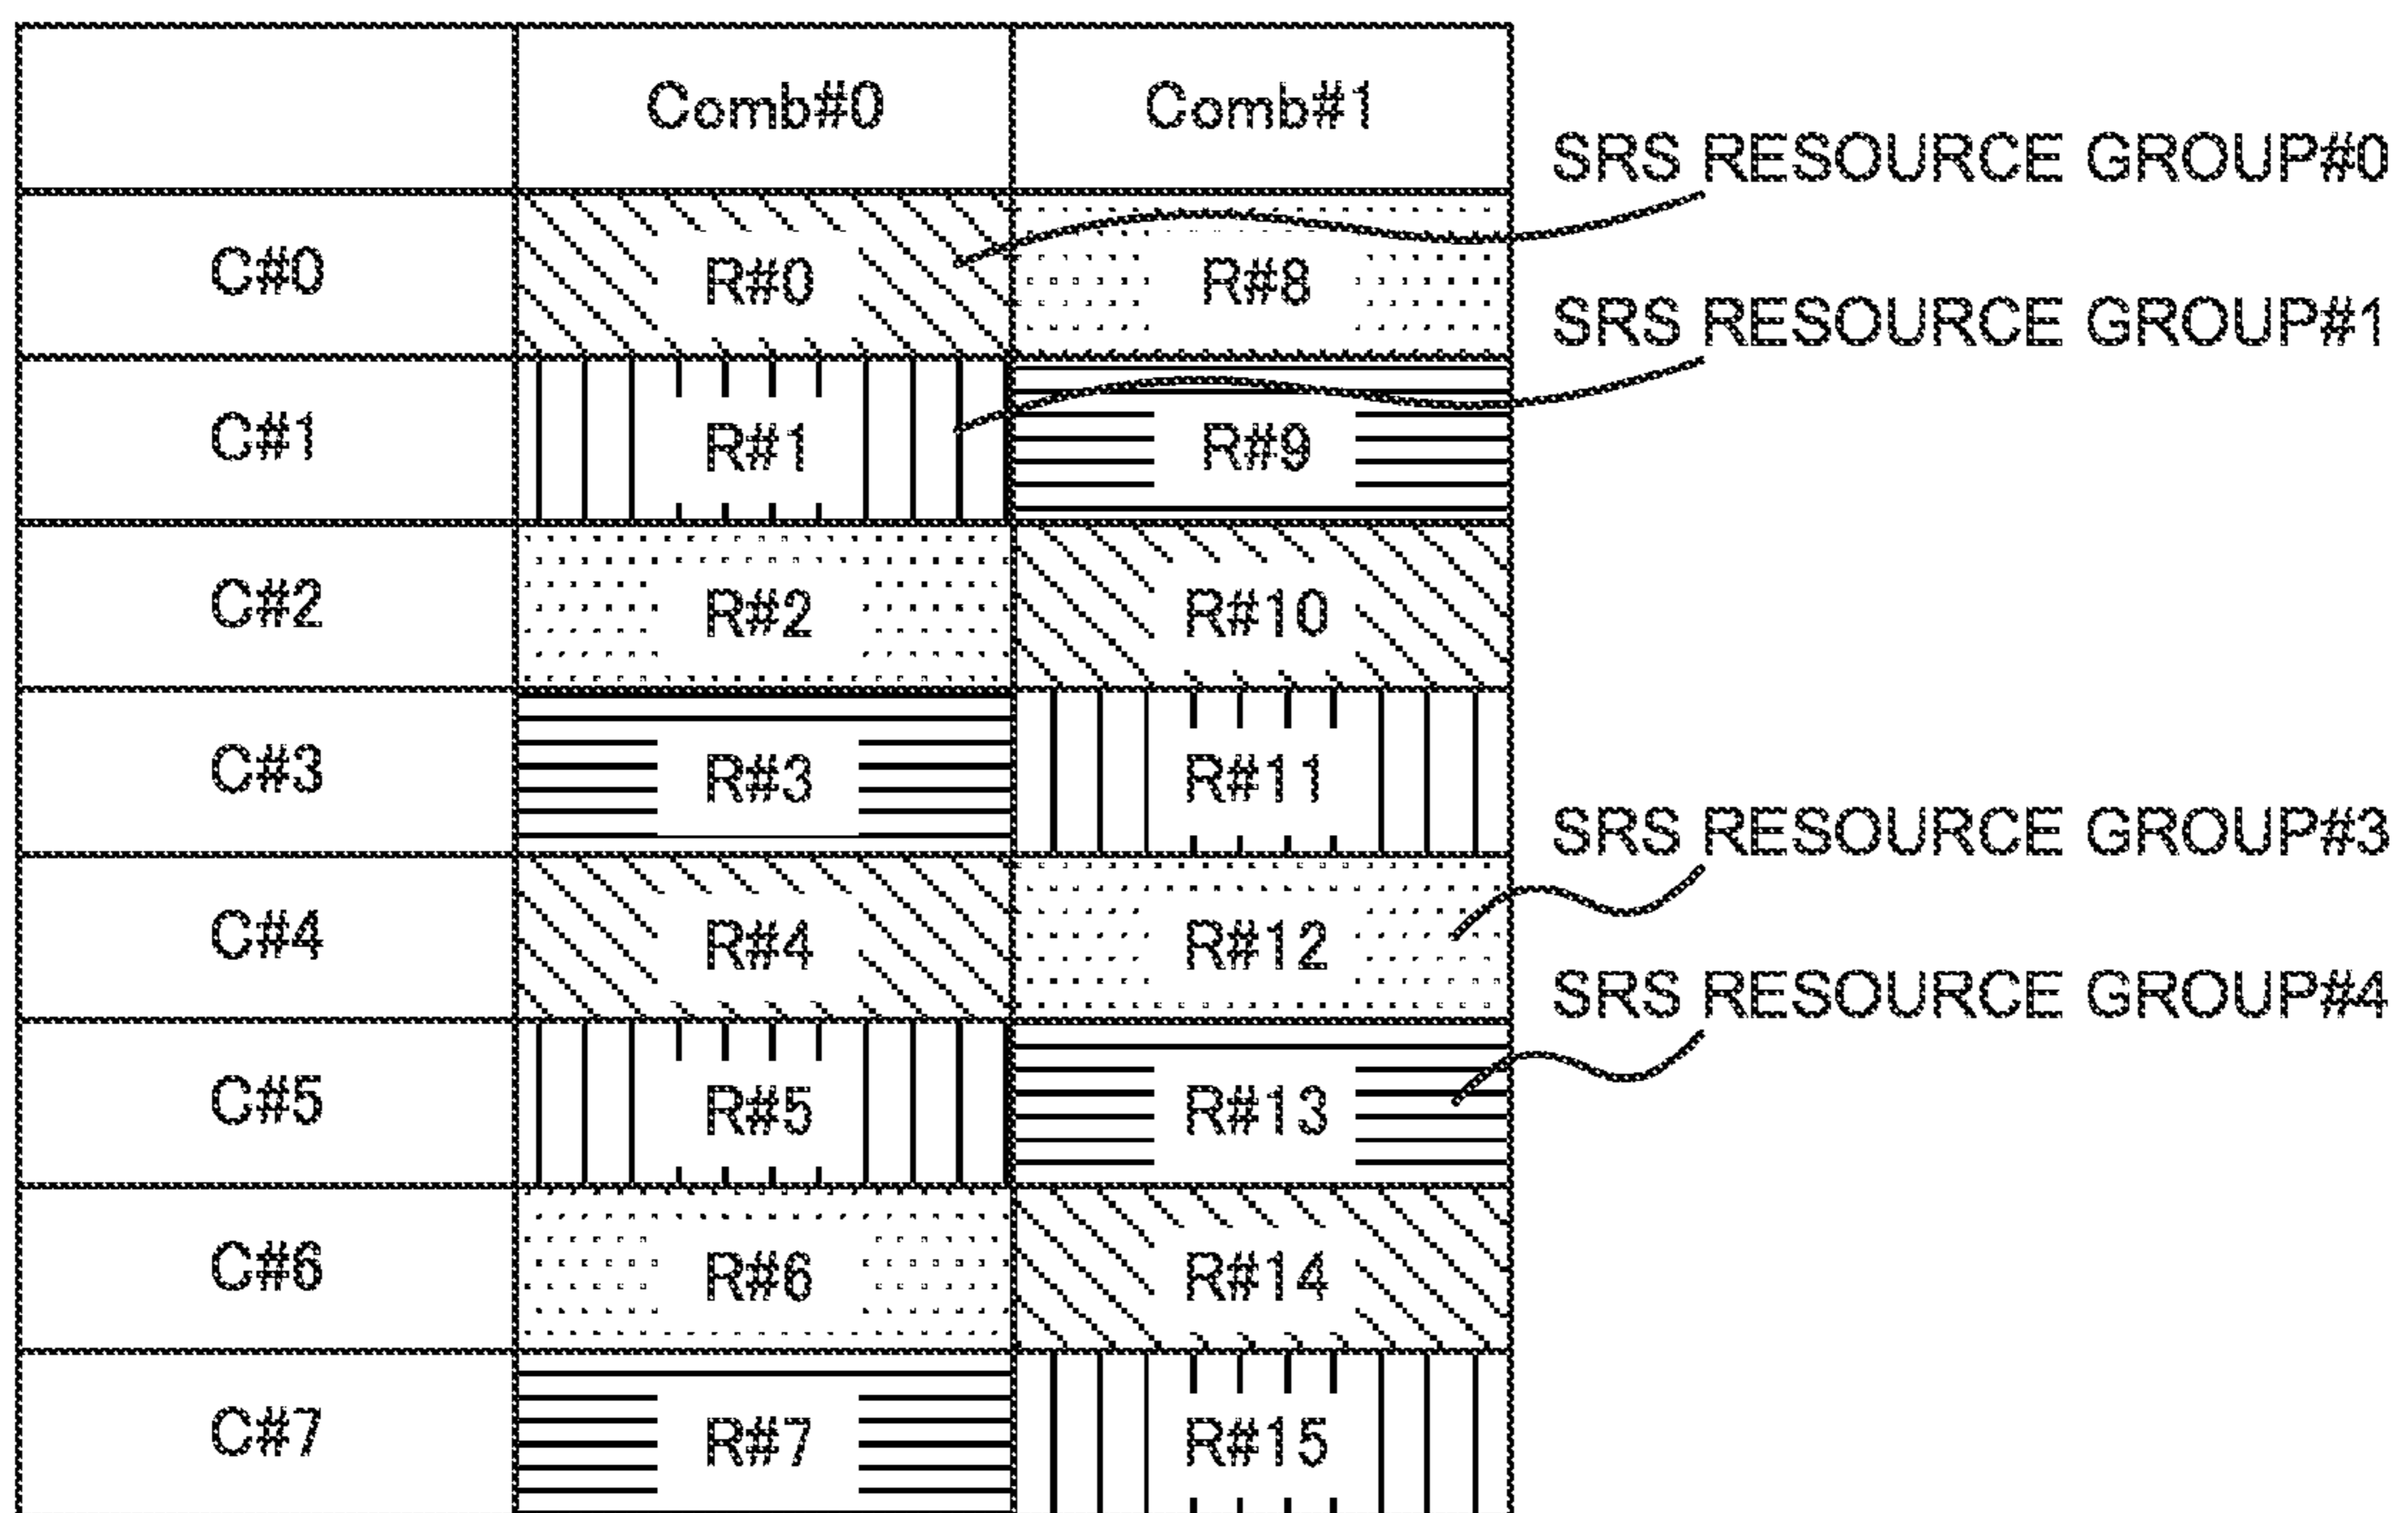 Comb#0 Comb#1
SRS RESOURCE GROUP#0
C#0 R#0 R#8
SRS RESOURCE GROUP#1
C#1 R#1 R#9
C#2 R#2 R#10
C#3 R#3 R#11
SRS RESOURCE GROUP#3
C#4 R#4 R#12
SRS RESOURCE GROUP#4
C#5 R#5 R#13
C#6 R#6 R#14
C#7 R#7 R#15